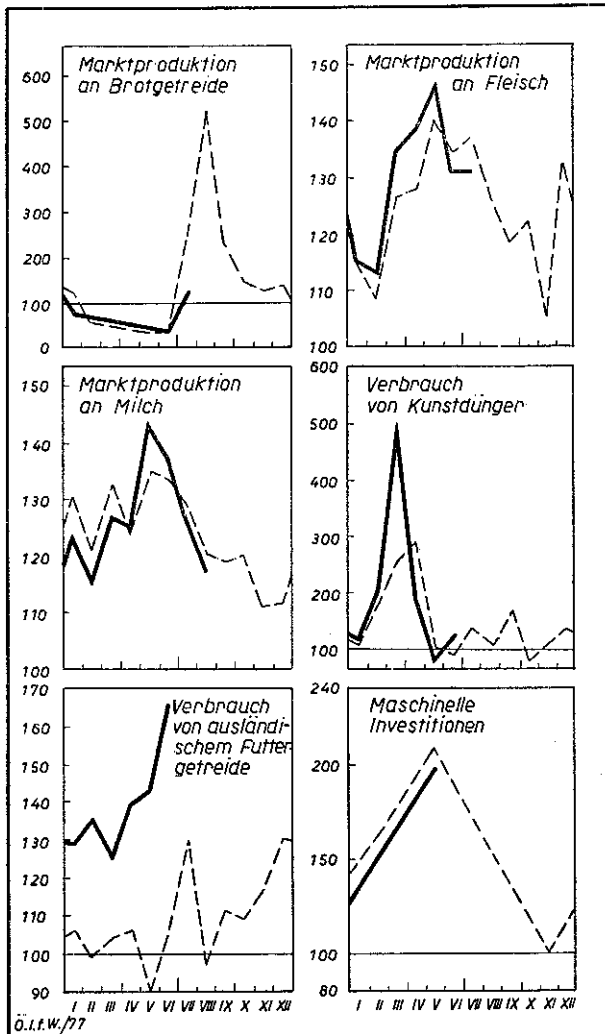 Marktproduktion
an Brotgetreide
600
500
400
300
200
100
0
Marktproduktion
an Fleisch
150
140
130
120
110
100
Marktproduktion
an Milch
150
140
130
120
110
100
Verbrauch
von Kunstdünger
600
500
400
300
200
100
Verbrauch
von ausländi-
schem Futter-
getreide
170
160
150
140
130
120
110
100
90
Maschinelle
Investitionen
240
200
150
100
80
I II III IV V VI VII VIII IX X XI XII
I II III IV V VI VII VIII IX X XI XII
Ö.I.f.W./77